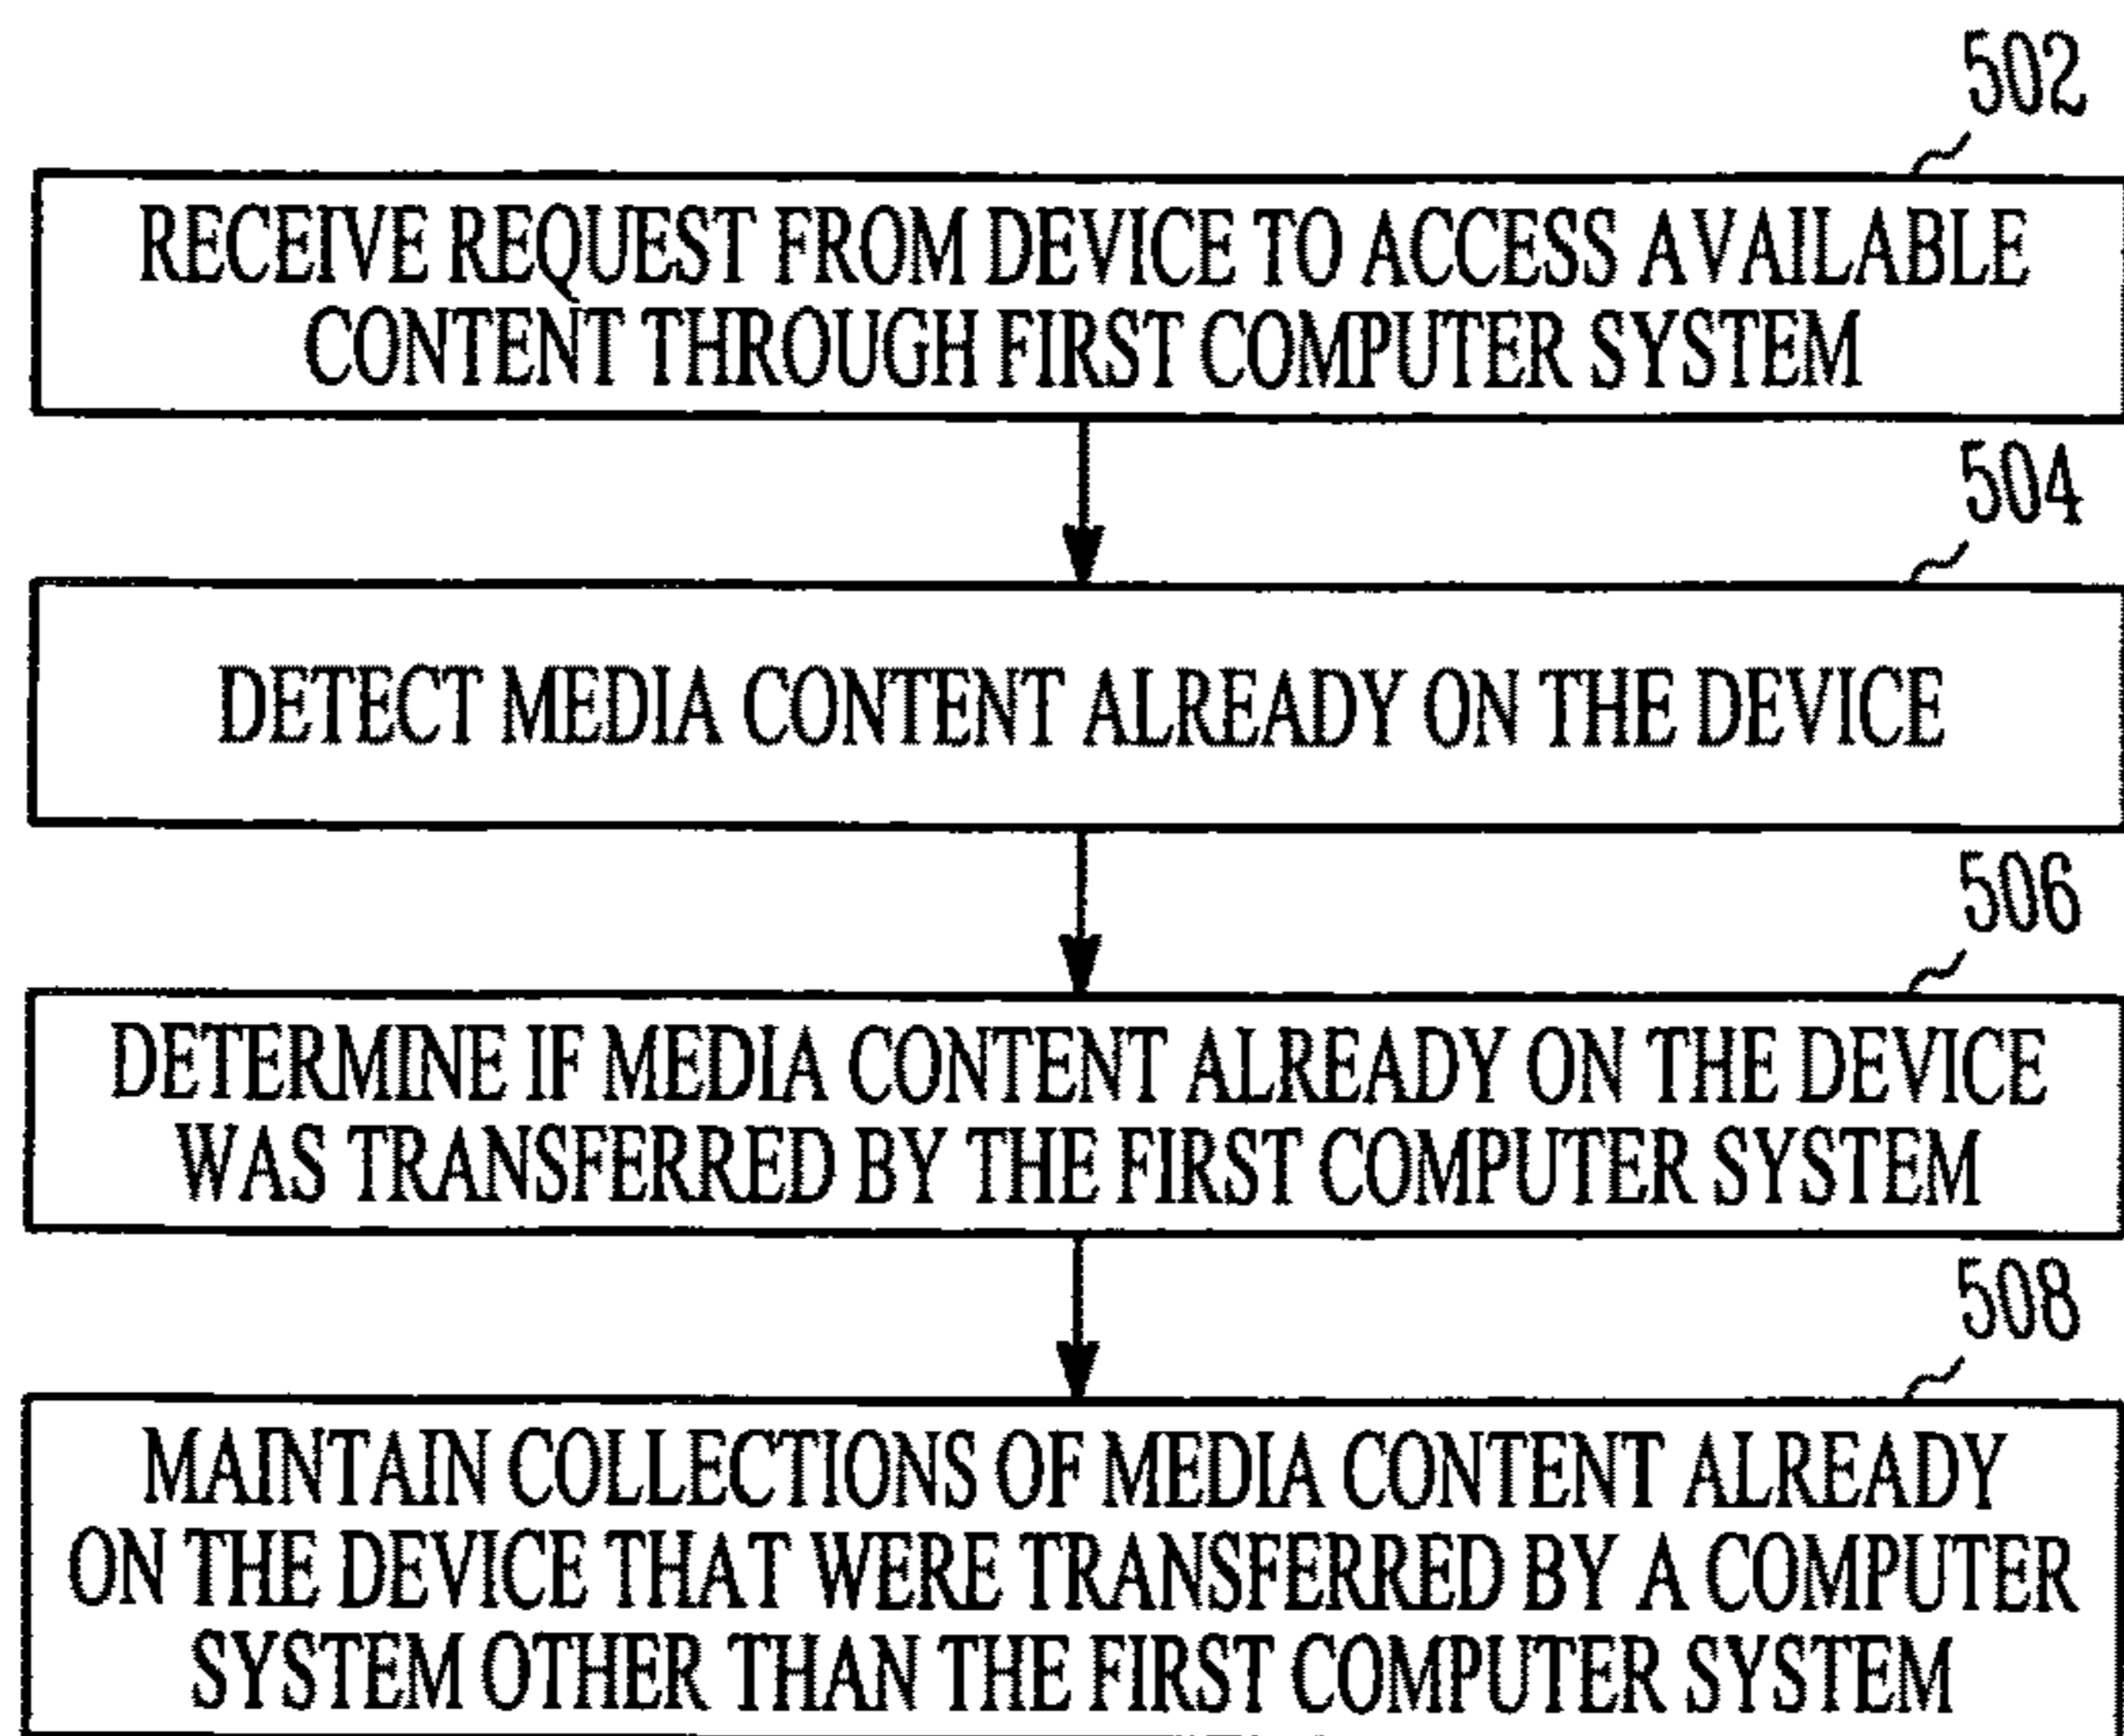 502
RECEIVE REQUEST FROM DEVICE TO ACCESS AVAILABLE
CONTENT THROUGH FIRST COMPUTER SYSTEM
504
DETECT MEDIA CONTENT ALREADY ON THE DEVICE
506
DETERMINE IF MEDIA CONTENT ALREADY ON THE DEVICE
WAS TRANSFERRED BY THE FIRST COMPUTER SYSTEM
508
MAINTAIN COLLECTIONS OF MEDIA CONTENT ALREADY
ON THE DEVICE THAT WERE TRANSFERRED BY A COMPUTER
SYSTEM OTHER THAN THE FIRST COMPUTER SYSTEM